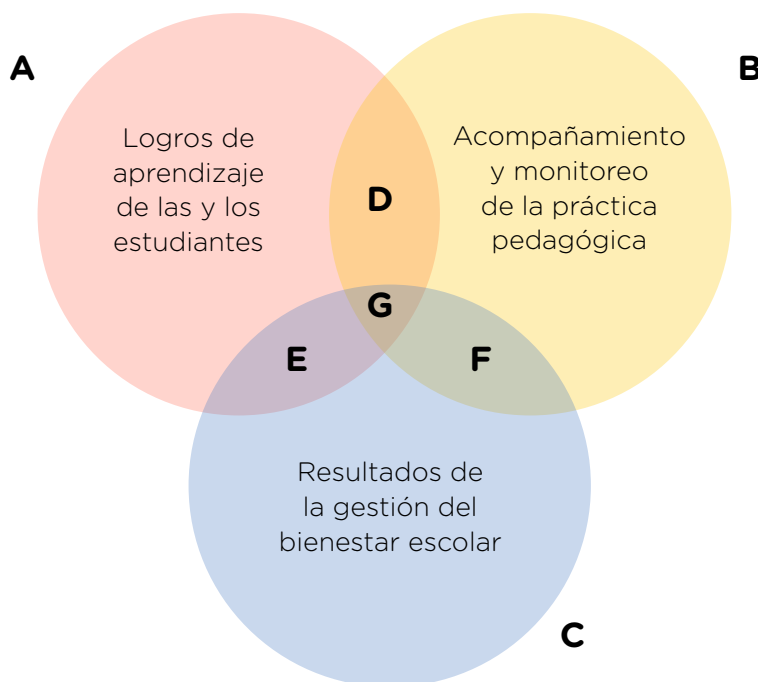 A
B
Logros de
aprendizaje
de las y los
estudiantes
Acompañamiento
y monitoreo
de la práctica
pedagógica
D
G
E
F
Resultados de
la gestión del
bienestar escolar
C